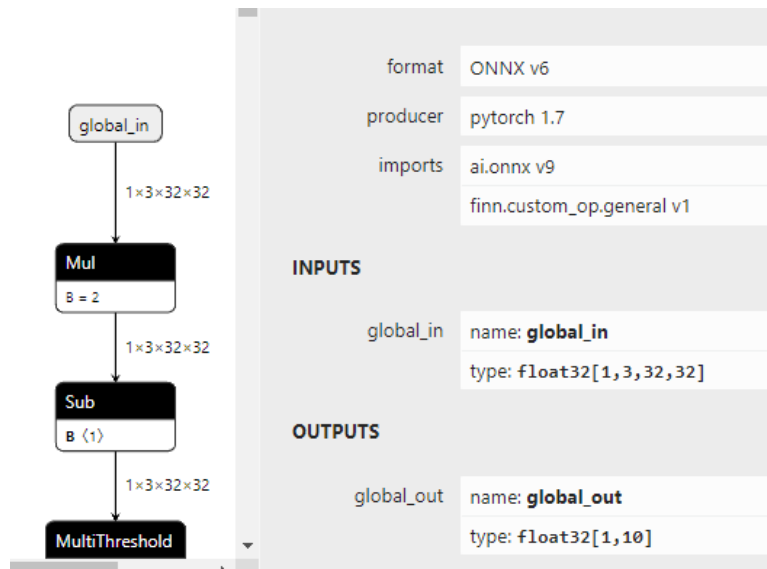 global_in
1×3×32×32
Mul
B = 2
1×3×32×32
Sub
B ⟨1⟩
1×3×32×32
MultiThreshold
format ONNX v6
producer pytorch 1.7
imports ai.onnx v9
finn.custom_op.general v1
INPUTS
global_in name: global_in
type: float32[1,3,32,32]
OUTPUTS
global_out name: global_out
type: float32[1,10]